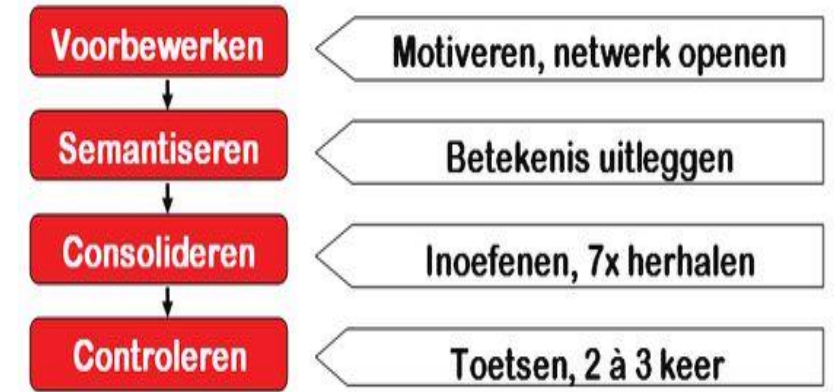 Voorbewerken
Motiveren, netwerk openen
Semantiseren
Betekenis uitleggen
Consolideren
Inoefenen, 7x herhalen
Controleren
Toetsen, 2 à 3 keer